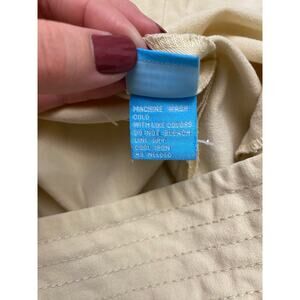 MACHINE WASH
COLD
WITH LIKE COLORS
DO NOT BLEACH
LINE DRY
COOL IRON
AS NEEDED